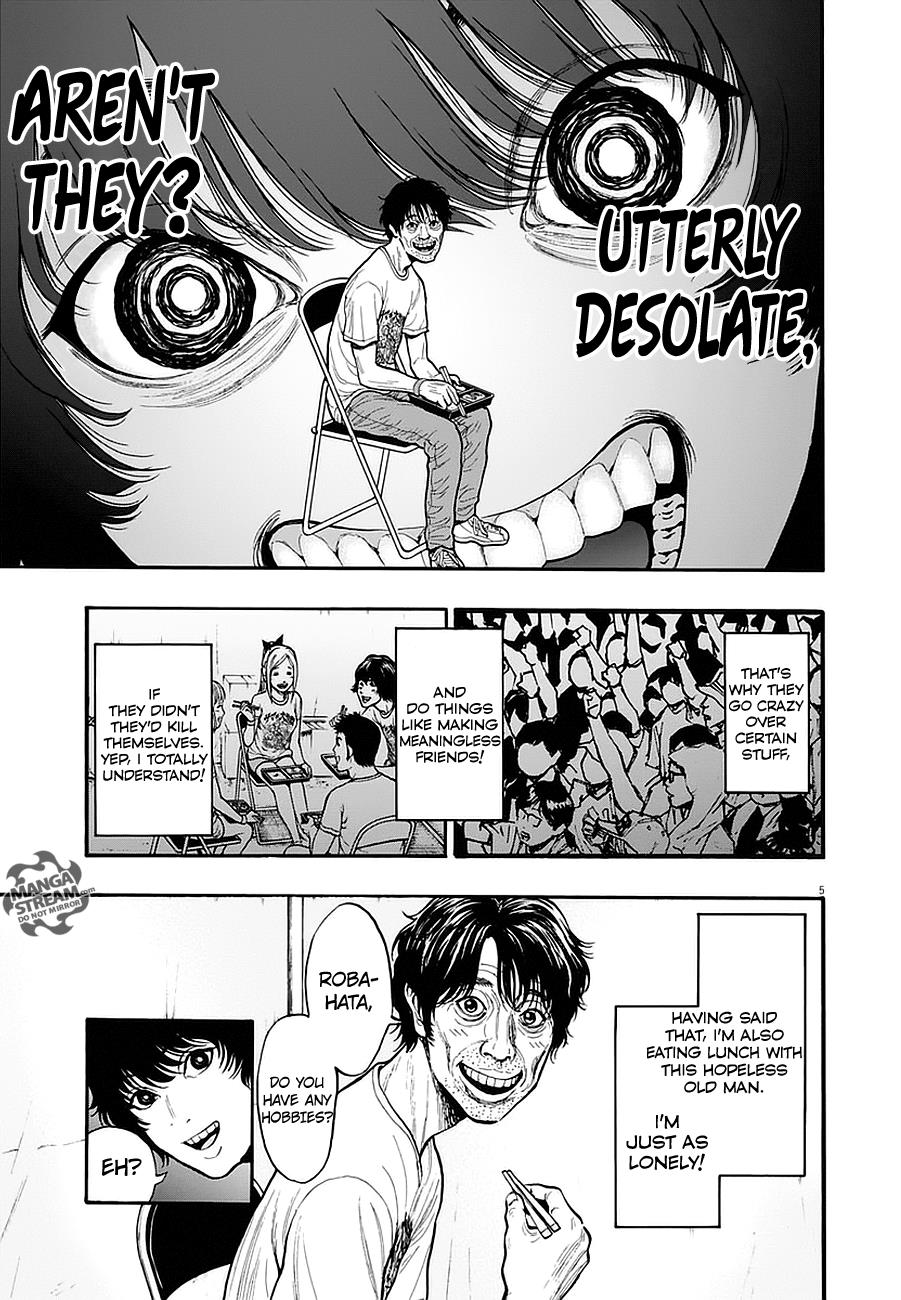 UTTERLY
DESOLATE,
AREN'T
THEY?
THAT'S
WHY THEY
GO CRAZY
OVER
CERTAIN
STUFF,
AND
DO THINGS
LIKE MAKING
MEANINGLESS
FRIENDS!
IF
THEY DIDN'T
THEY'D KILL
THEMSELVES.
YEP, I TOTALLY
UNDERSTAND!
5
MANGA
STREAM.com
DO NOT MIRROR
HAVING SAID
THAT, I'M ALSO
EATING LUNCH WITH
THIS HOPELESS
OLD MAN.
I'M
JUST AS
LONELY!
ROBA-
HATA,
DO YOU
HAVE ANY
HOBBIES?
EH?